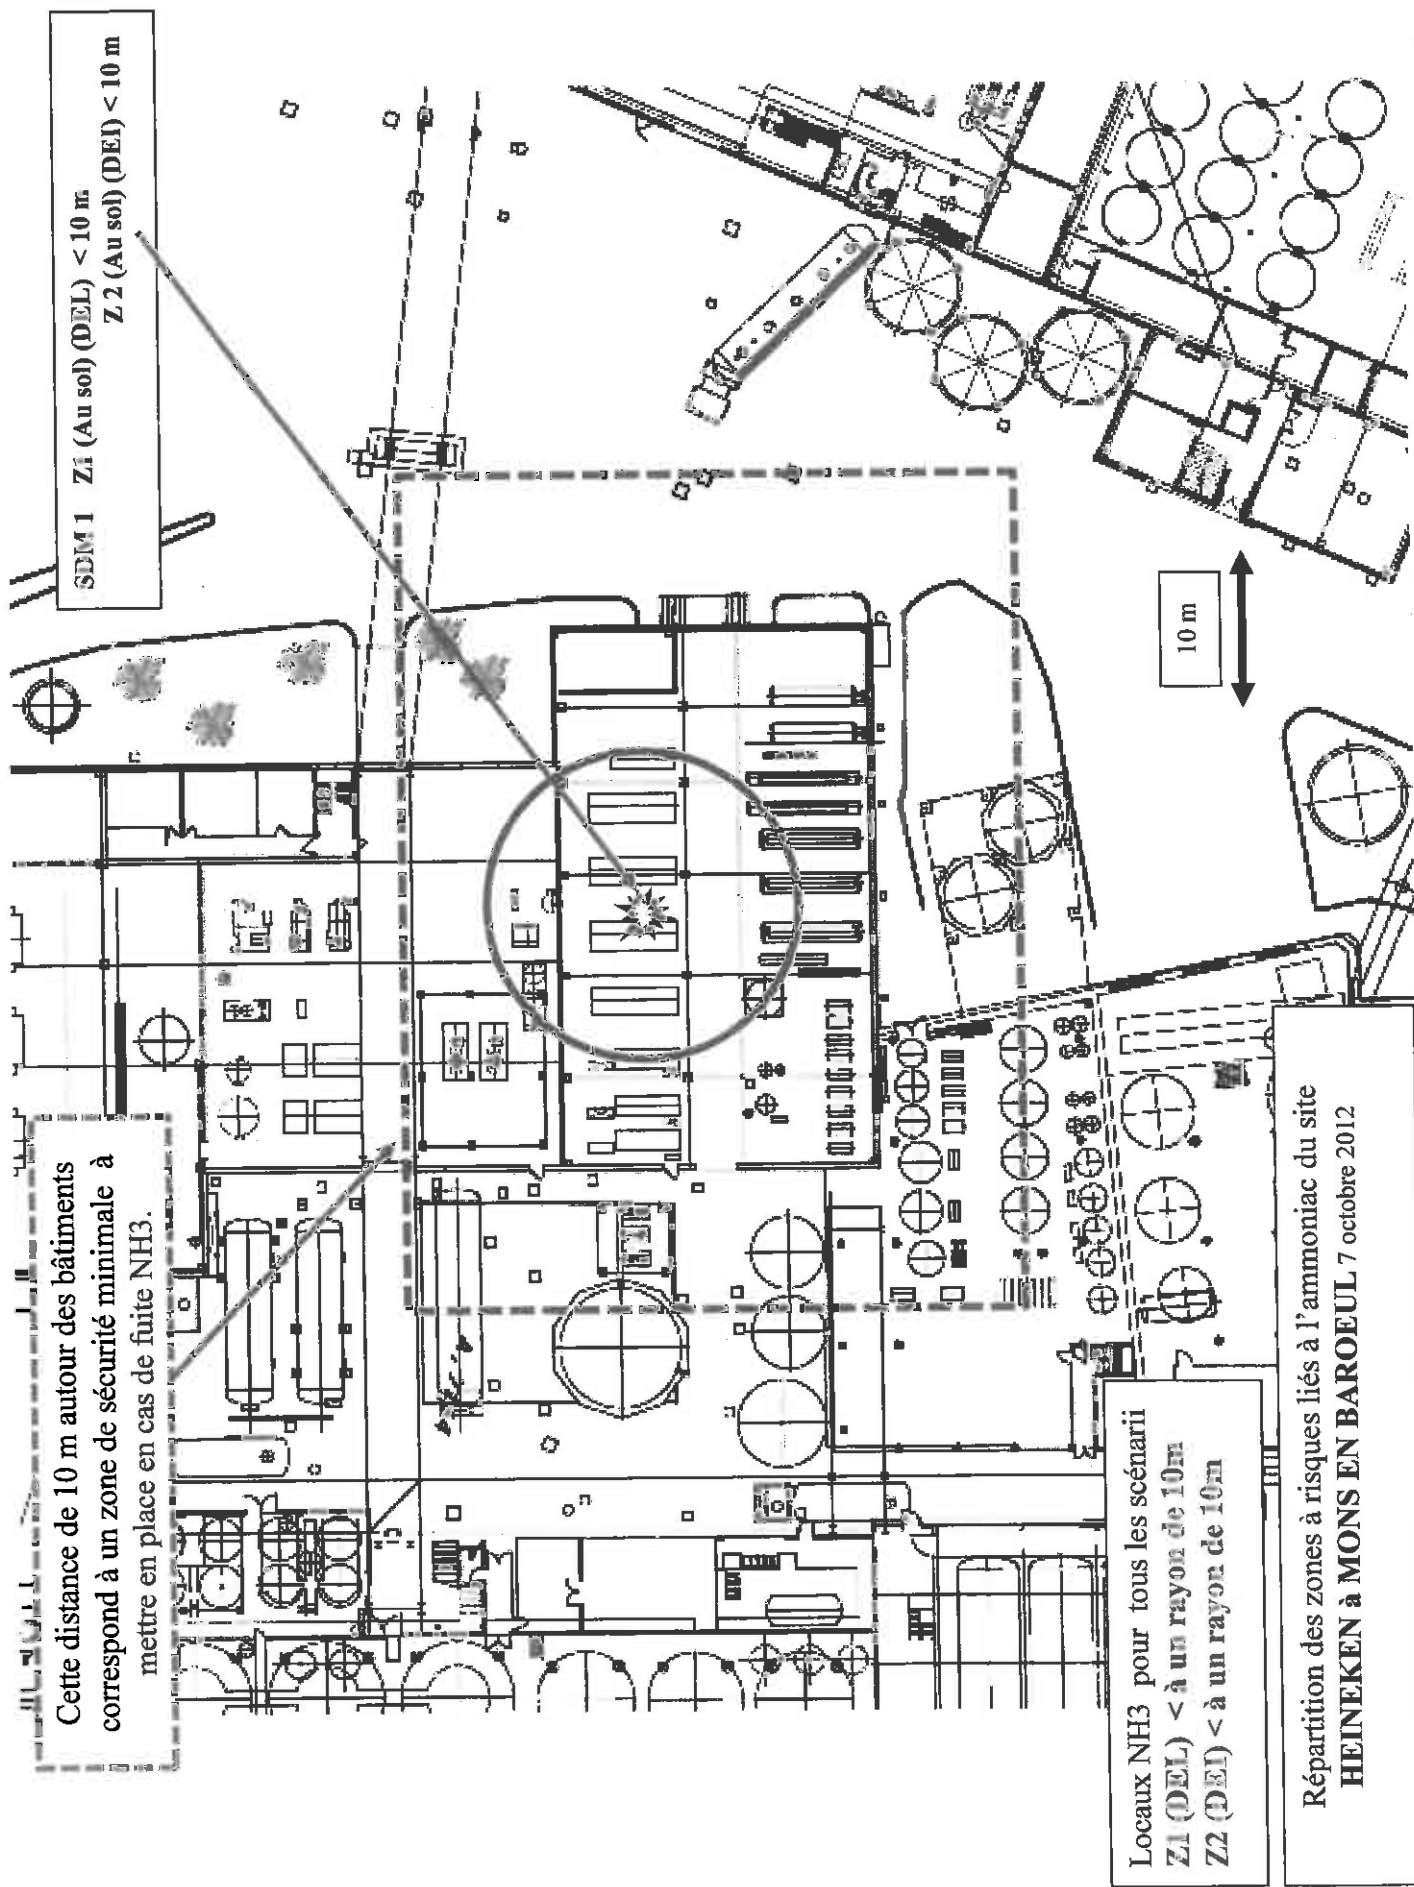 SDM 1 Z1 (Au sol) (DEL) < 10 m
Z 2 (Au sol) (DEI) < 10 m
Cette distance de 10 m autour des bâtiments
correspond à un zone de sécurité minimale à
mettre en place en cas de fuite NH3.
10 m
Locaux NH3 pour tous les scénarii
Z1 (DEL) < à un rayon de 10m
Z2 (DEI) < à un rayon de 10m
Répartition des zones à risques liés à l'ammoniac du site
HEINEKEN à MONS EN BAROEUL 7 octobre 2012